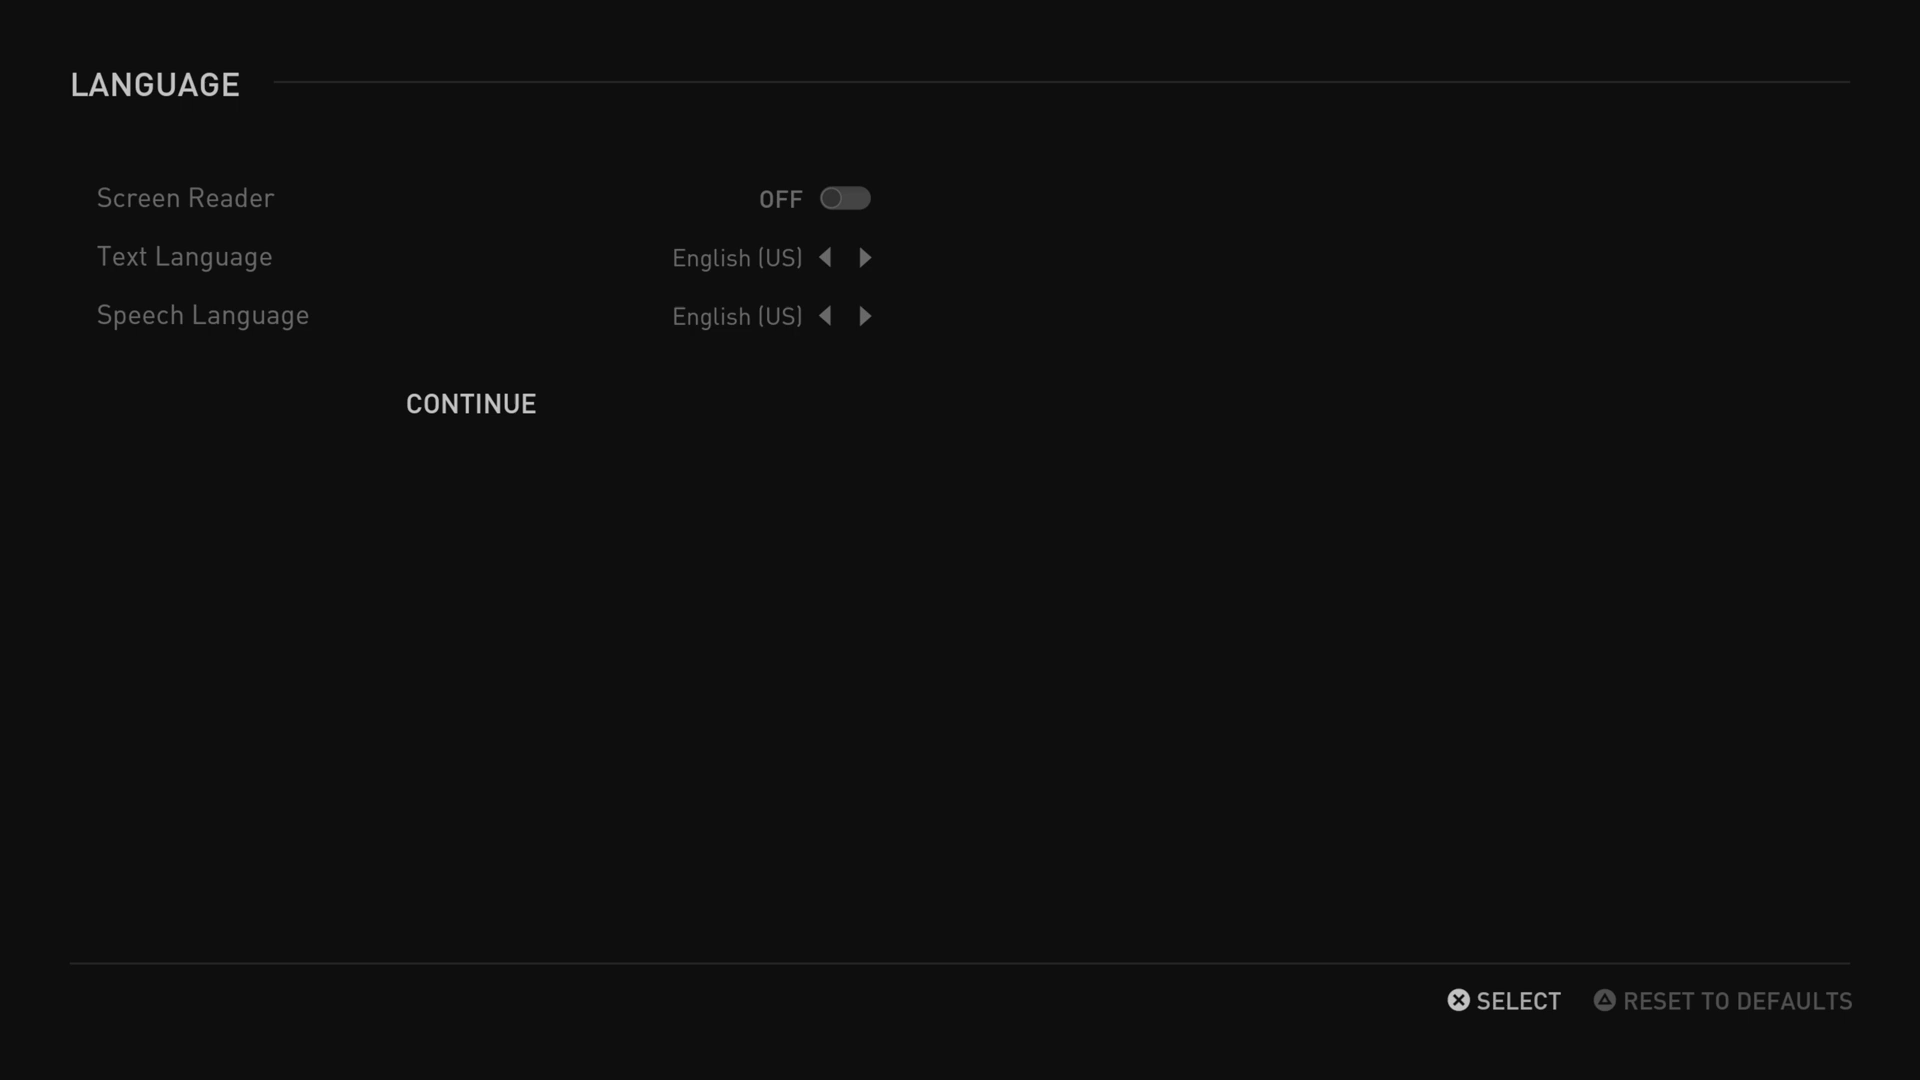 LANGUAGE
Screen Reader OFF
Text Language English (US)
Speech Language English (US)
CONTINUE
SELECT RESET TO DEFAULTS